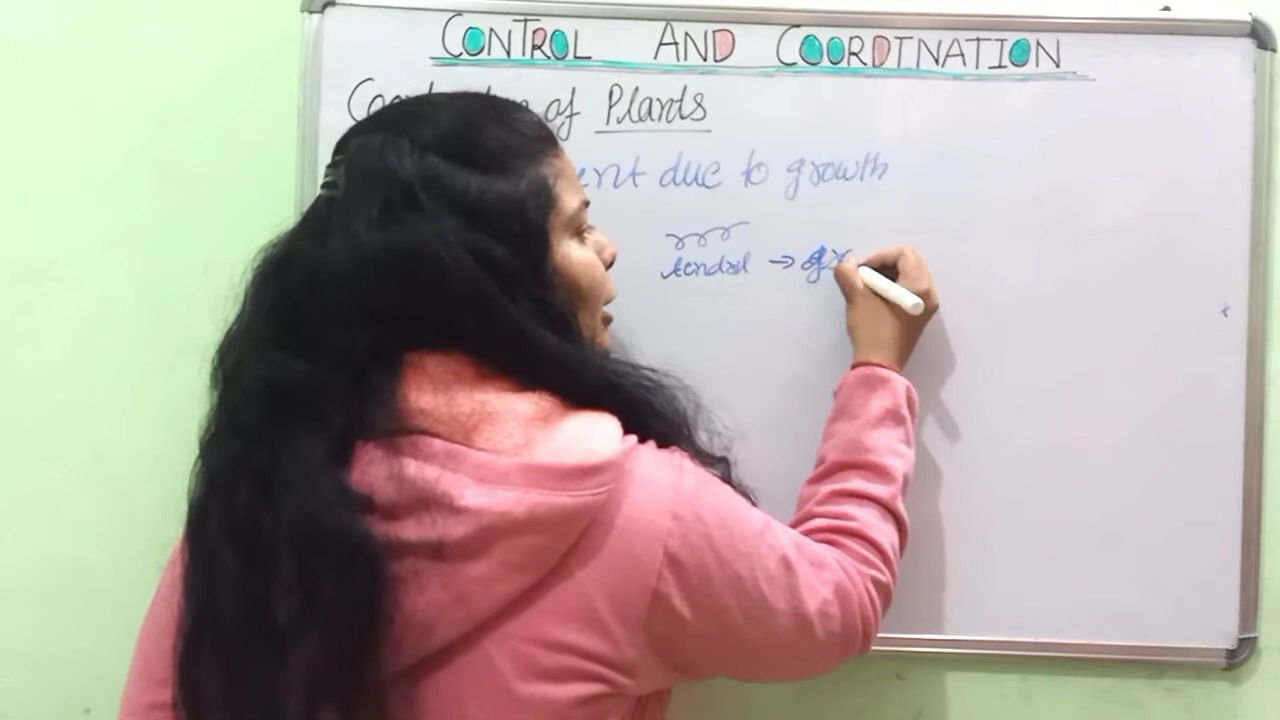 CONTROL AND COORDINATION
of Plants
due to growth
tendril →